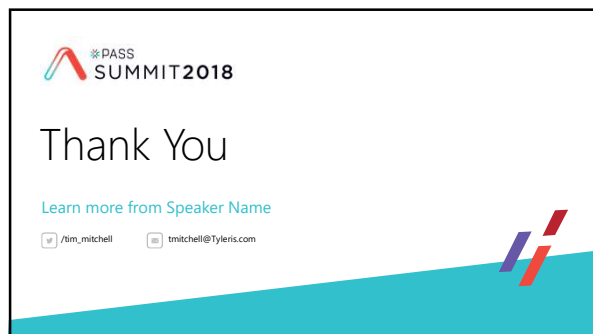 PASS
SUMMIT2018
Thank You
Learn more from Speaker Name
/tim_mitchell tmitchell@Tyleris.com